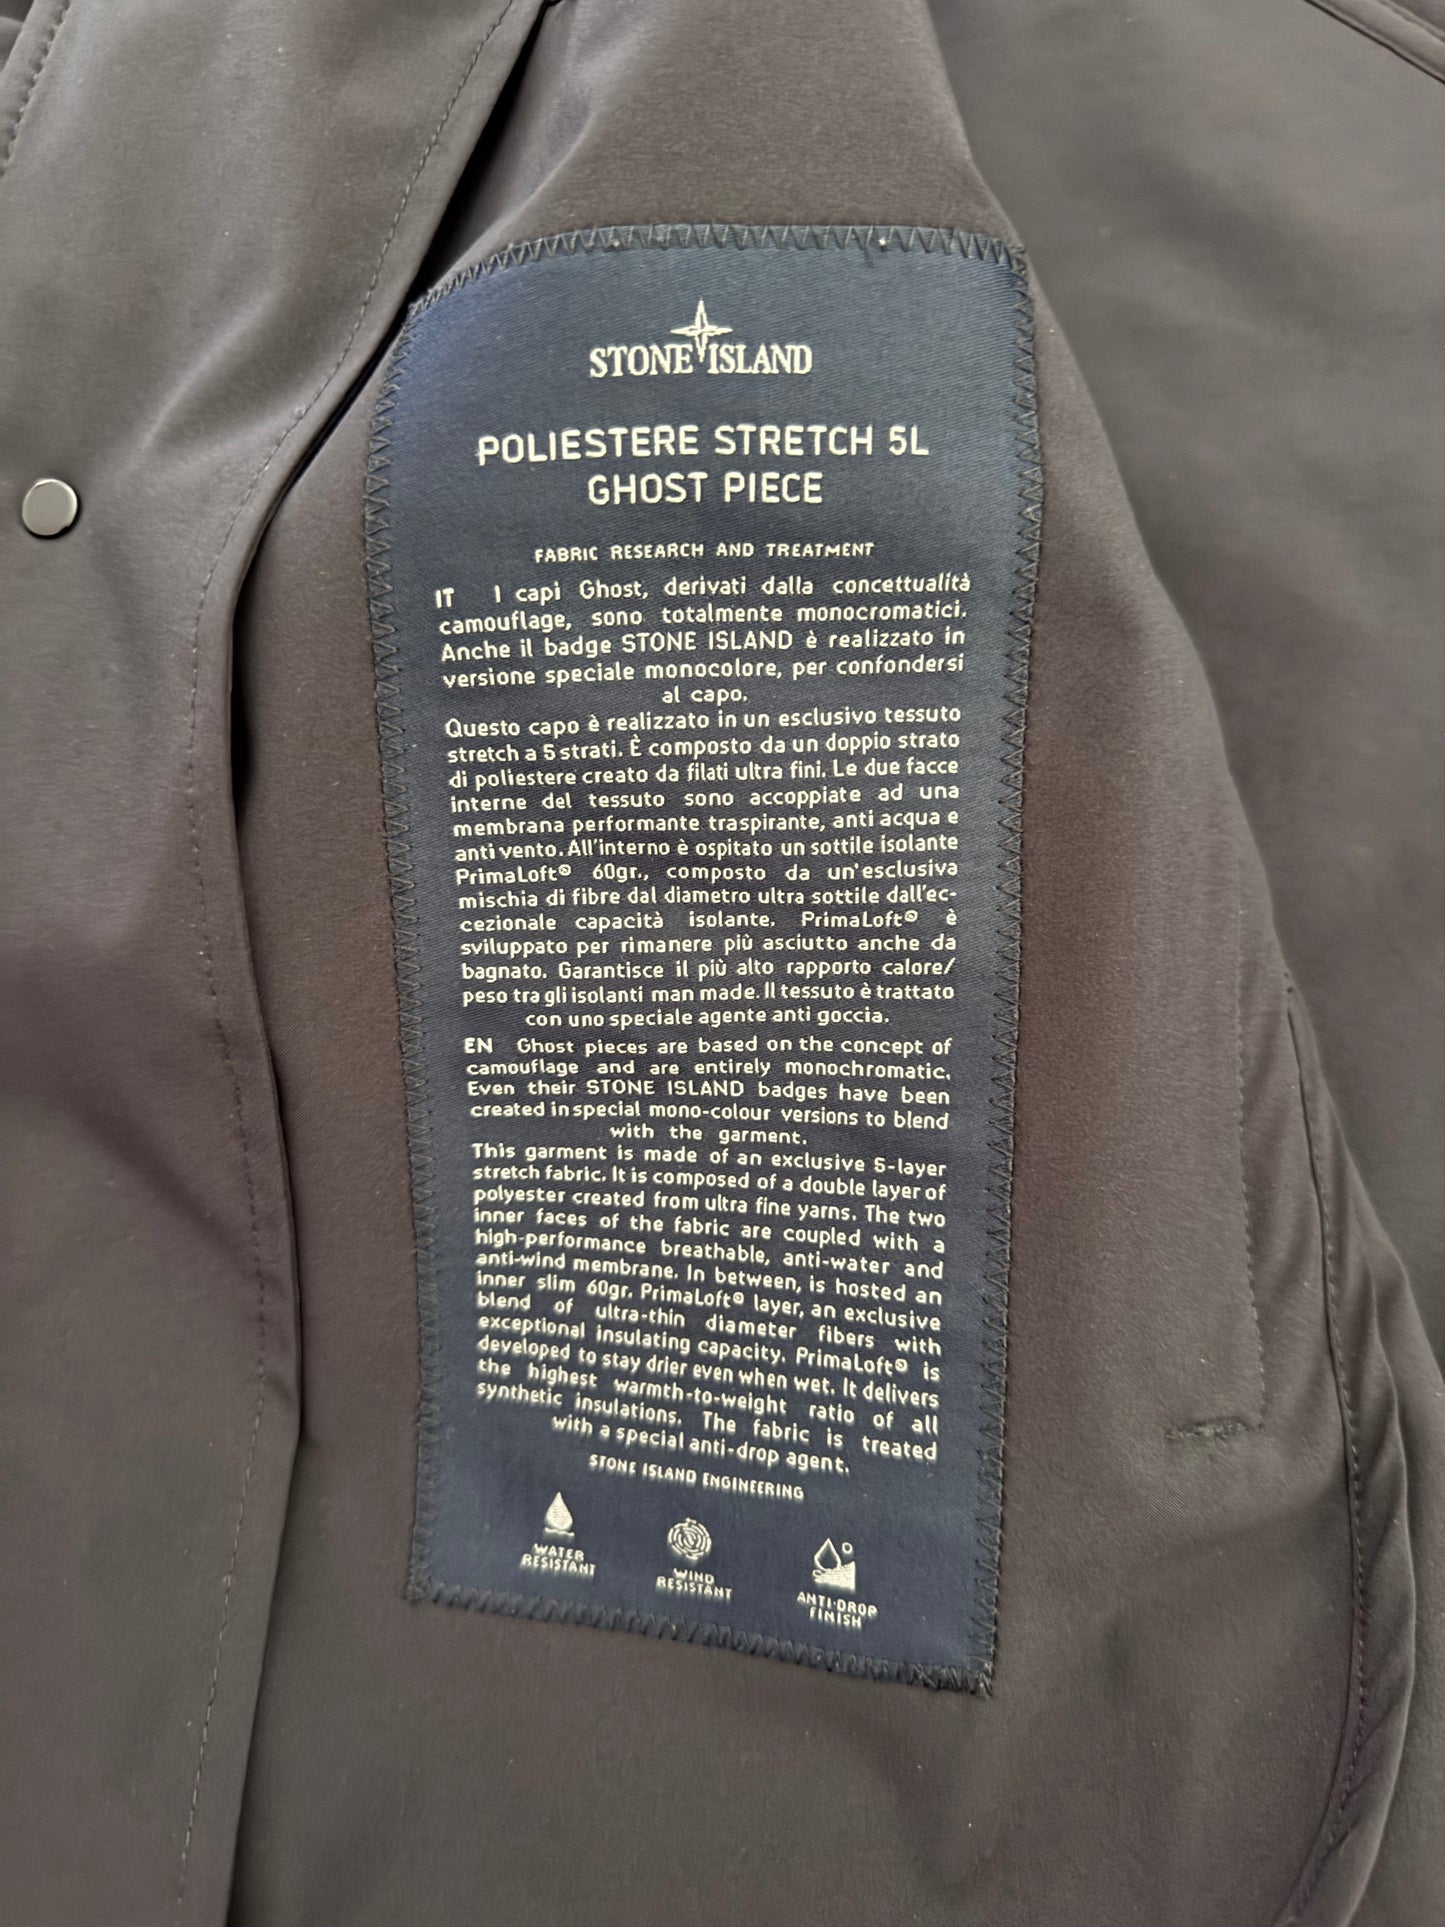 STONE ISLAND
POLIESTERE STRETCH 5L
GHOST PIECE
FABRIC RESEARCH AND TREATMENT
IT I capi Ghost, derivati dalla concettualità
camouflage, sono totalmente monocromatici.
Anche il badge STONE ISLAND è realizzato in
versione speciale monocolore, per confondersi
al capo.
Questo capo è realizzato in un esclusivo tessuto
stretch a 5 strati. È composto da un doppio strato
di poliestere creato da filati ultra fini. Le due facce
interne del tessuto sono accoppiate ad una
membrana performante traspirante, anti acqua e
anti vento. All'interno è ospitato un sottile isolante
PrimaLoft® 60gr., composto da un'esclusiva
mischia di fibre dal diametro ultra sottile dall'ec-
cezionale capacità isolante. PrimaLoft® è
sviluppato per rimanere più asciutto anche da
bagnato. Garantisce il più alto rapporto calore/
peso tra gli isolanti man made. Il tessuto è trattato
con uno speciale agente anti goccia.
EN Ghost pieces are based on the concept of
camouflage and are entirely monochromatic.
Even their STONE ISLAND badges have been
created in special mono-colour versions to blend
with the garment.
This garment is made of an exclusive 5-layer
stretch fabric. It is composed of a double layer of
polyester created from ultra fine yarns. The two
inner faces of the fabric are coupled with a
high-performance breathable, anti-water and
anti-wind membrane. In between, is hosted an
inner slim 60gr. PrimaLoft® layer, an exclusive
blend of ultra-thin diameter fibers with
exceptional insulating capacity. PrimaLoft® is
developed to stay drier even when wet. It delivers
the highest warmth-to-weight ratio of all
synthetic insulations. The fabric is treated
with a special anti-drop agent.
STONE ISLAND ENGINEERING
WATER
RESISTANT
WIND
RESISTANT
ANTI-DROP
FINISH